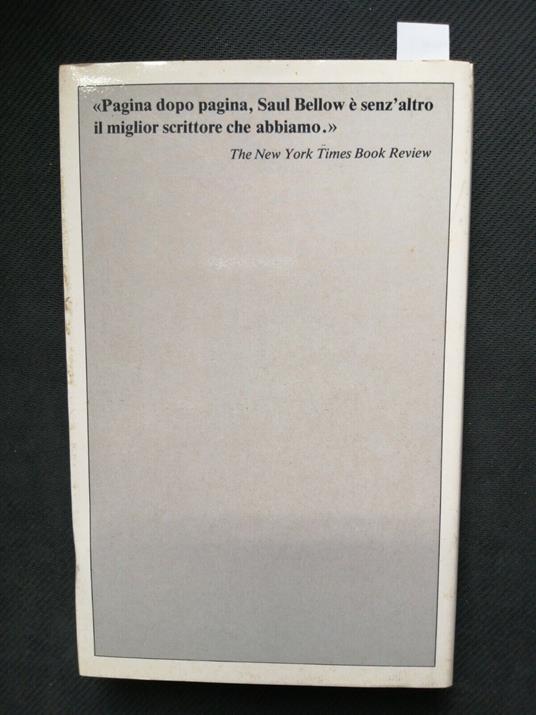 «Pagina dopo pagina, Saul Bellow è senz'altro
il miglior scrittore che abbiamo.»
The New York Times Book Review